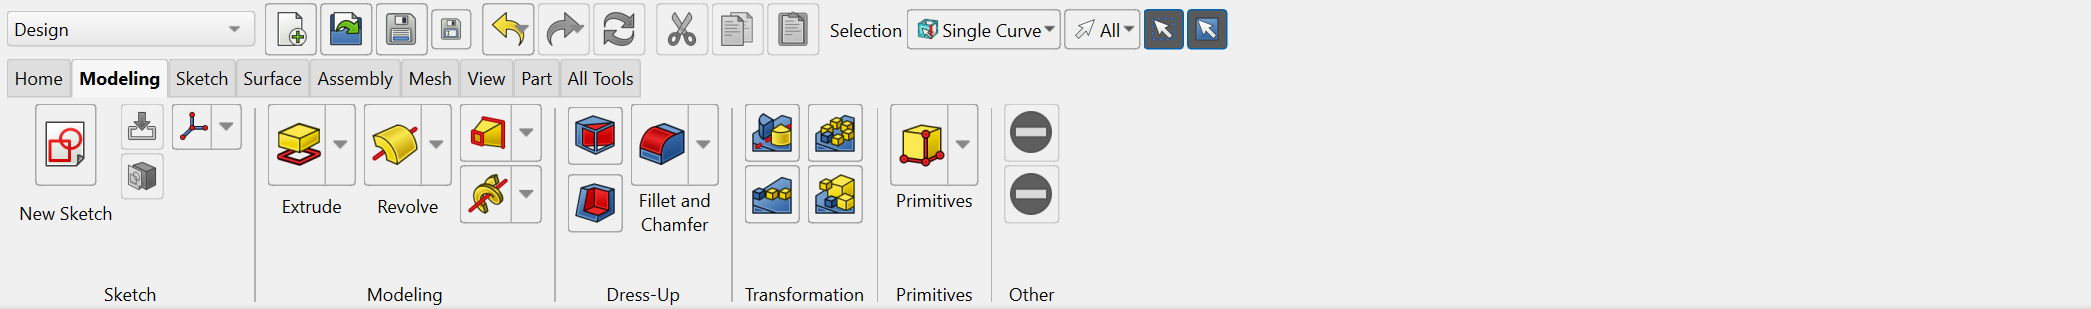 Design
Selection
Single Curve
All
Home
Modeling
Sketch
Surface
Assembly
Mesh
View
Part
All Tools
New Sketch
Extrude
Revolve
Fillet and
Chamfer
Primitives
Sketch
Modeling
Dress-Up
Transformation
Primitives
Other